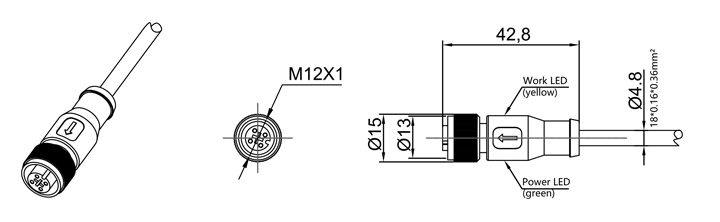 M12X1
42,8
Work LED
(yellow)
Ø15
Ø13
Ø4.8
18*0.16*0.36mm²
Power LED
(green)